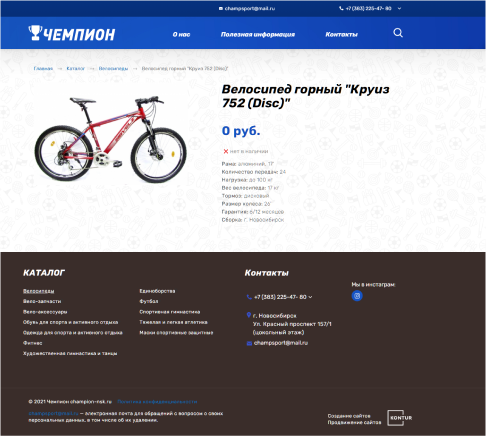 champsport@mail.ru
+7 (383) 225-47- 80
ЧЕМПИОН
О нас
Полезная информация
Контакты
Главная → Каталог → Велосипеды → Велосипед горный "Круиз 752 (Disc)"
Велосипед горный "Круиз
752 (Disc)"
0 руб.
нет в наличии
Рама: алюминий, 17"
Количество передач: 24
Нагрузка: до 100 кг
Вес велосипеда: 17 кг
Тормоз: дисковый
Размер колеса: 26"
Гарантия: 6/12 месяцов
Сборка: г. Новосибирск
КАТАЛОГ
Велосипеды
Вело-запчасти
Вело-аксессуары
Обувь для спорта и активного отдыха
Одежда для спорта и активного отдыха
Фитнес
Художественная гимнастика и танцы
Единоборства
Футбол
Спортивная гимнастика
Тяжелая и легкая атлетика
Маски спортивные защитные
Контакты
+7 (383) 225-47- 80
г. Новосибирск
Ул. Красный проспект 157/1
(цокольный этаж)
champsport@mail.ru
Мы в инстаграм:
© 2021 Чемпион champion-nsk.ru
Политика конфиденциальности
champsport@mail.ru — электронная почта для обращений с вопросом о своих
персональных данных, в том числе об их удалении.
Создание сайтов
Продвижение сайтов
KONTUR